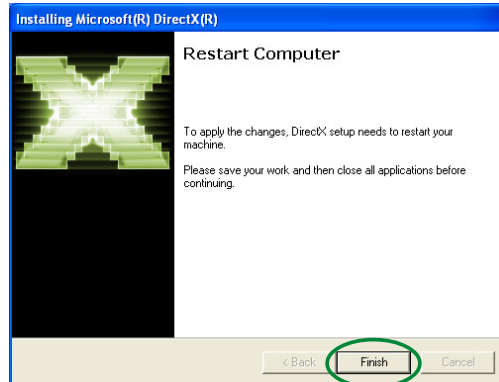 Installing Microsoft(R) DirectX(R)
Restart Computer
To apply the changes, DirectX setup needs to restart your
machine.
Please save your work and then close all applications before
continuing.
< Back
Finish
Cancel